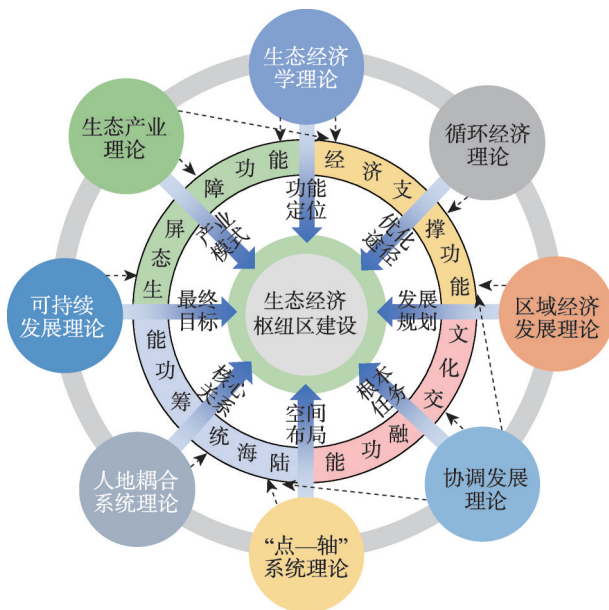 生态经济
学理论
循环经济
理论
区域经济
发展理论
协调发展
理论
“点—轴”
系统理论
人地耦合
系统理论
可持续
发展理论
生态产业
理论
生态屏障功能
经济支撑功能
文化交融功能
陆海统筹功能
功能
定位
优化
途径
发展
规划
根本
任务
空间
布局
核心
关系
最终
目标
产业
模式
生态经济
枢纽区建设